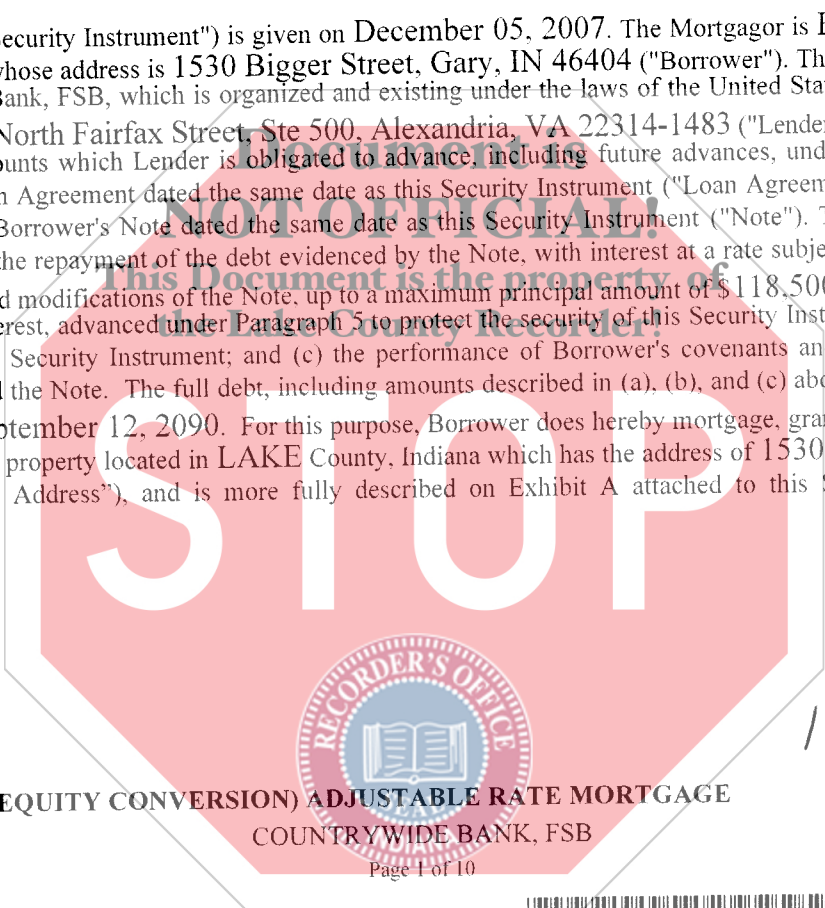 ecurity Instrument") is given on December 05, 2007. The Mortgagor is
whose address is 1530 Bigger Street, Gary, IN 46404 ("Borrower"). Th
Bank, FSB, which is organized and existing under the laws of the United Sta
North Fairfax Street, Ste 500, Alexandria, VA 22314-1483 ("Lender
Document is
ounts which Lender is obligated to advance, including future advances, und
n Agreement dated the same date as this Security Instrument ("Loan Agreem
NOT OFFICIAL!
Borrower's Note dated the same date as this Security Instrument ("Note").
the repayment of the debt evidenced by the Note, with interest at a rate subje
This Document is the property of
d modifications of the Note, up to a maximum principal amount of $118,500
erest, advanced under Paragraph 5 to protect the security of this Security Inst
the Lake County Recorder!
Security Instrument; and (c) the performance of Borrower's covenants an
the Note. The full debt, including amounts described in (a), (b), and (c) abo
ptember 12, 2090. For this purpose, Borrower does hereby mortgage, gran
property located in LAKE County, Indiana which has the address of 1530
Address”), and is more fully described on Exhibit A attached to this
STOP
RECORDER'S OFFICE
SEAL
INDIANA
EQUITY CONVERSION) ADJUSTABLE RATE MORTGAGE
COUNTRYWIDE BANK, FSB
Page 1 of 10